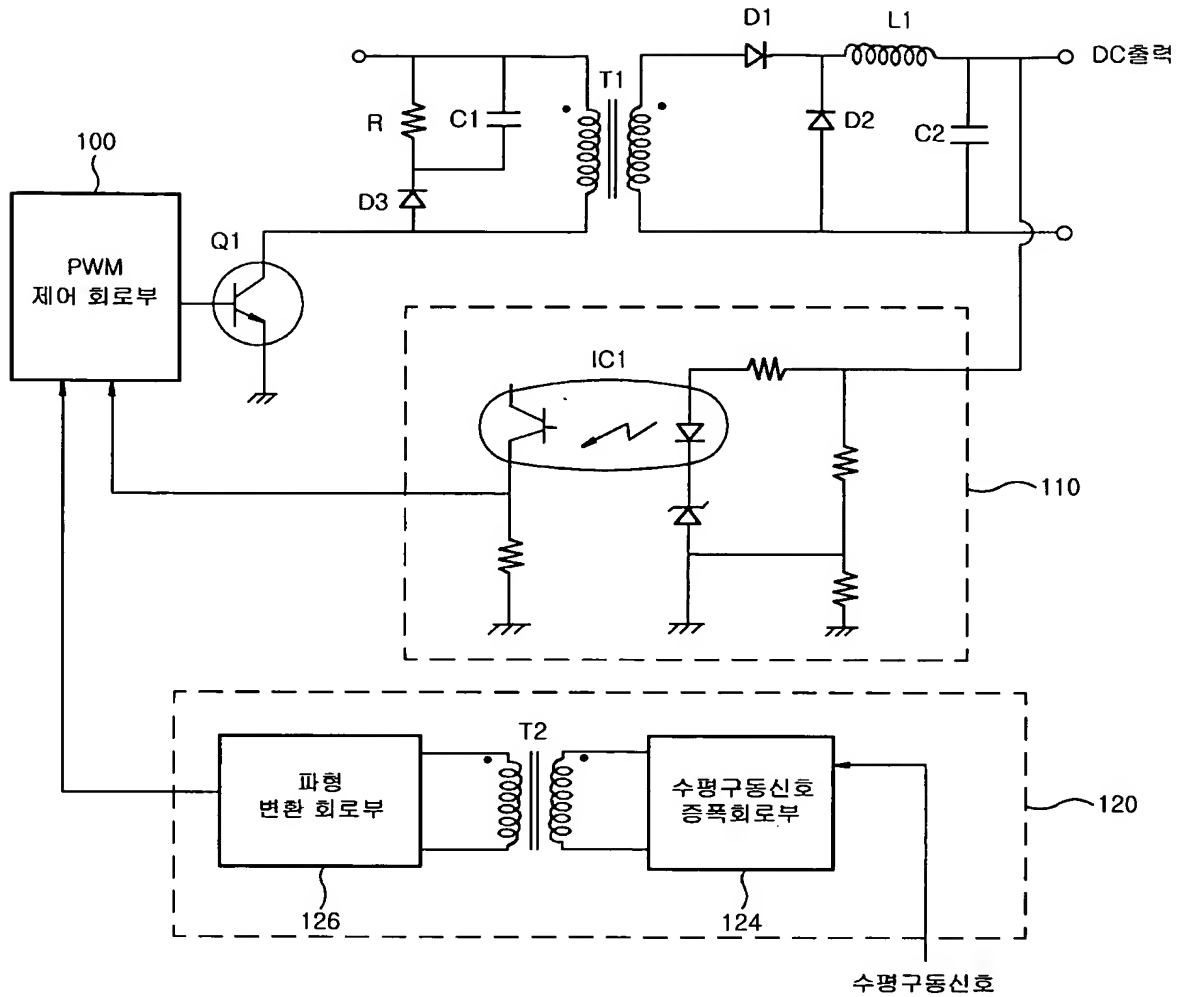 D1
L1
DC출력
T1
R
C1
D2
C2
100
D3
Q1
PWM
제어 회로부
IC1
110
T2
파형
변환 회로부
수평구동신호
증폭회로부
120
126
124
수평구동신호